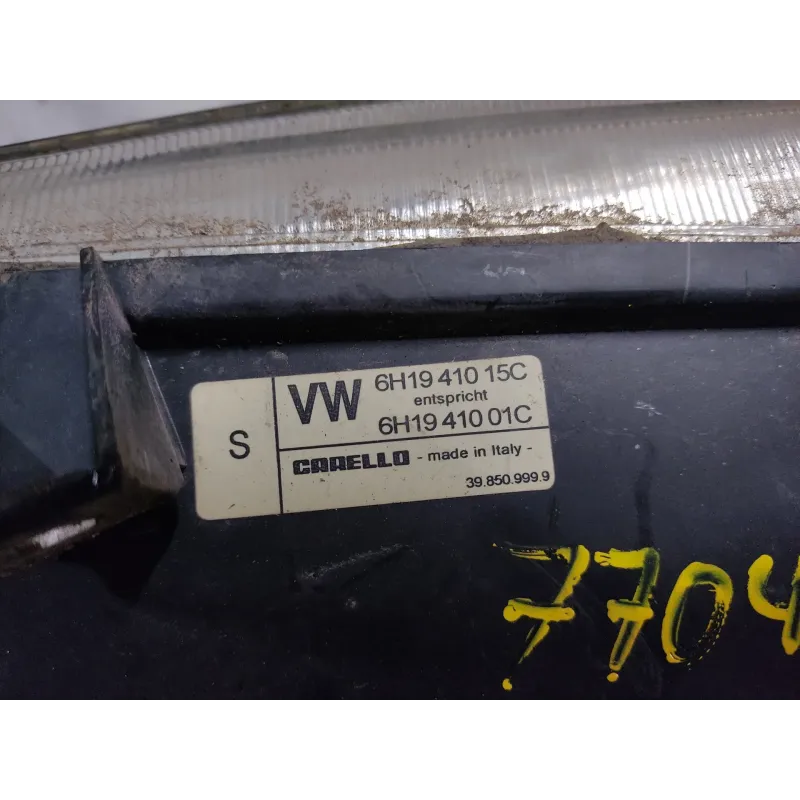 S
VW
6H19 410 15C
entspricht
6H19 410 01C
CARELLO - made in Italy -
39.850.999.9
7704